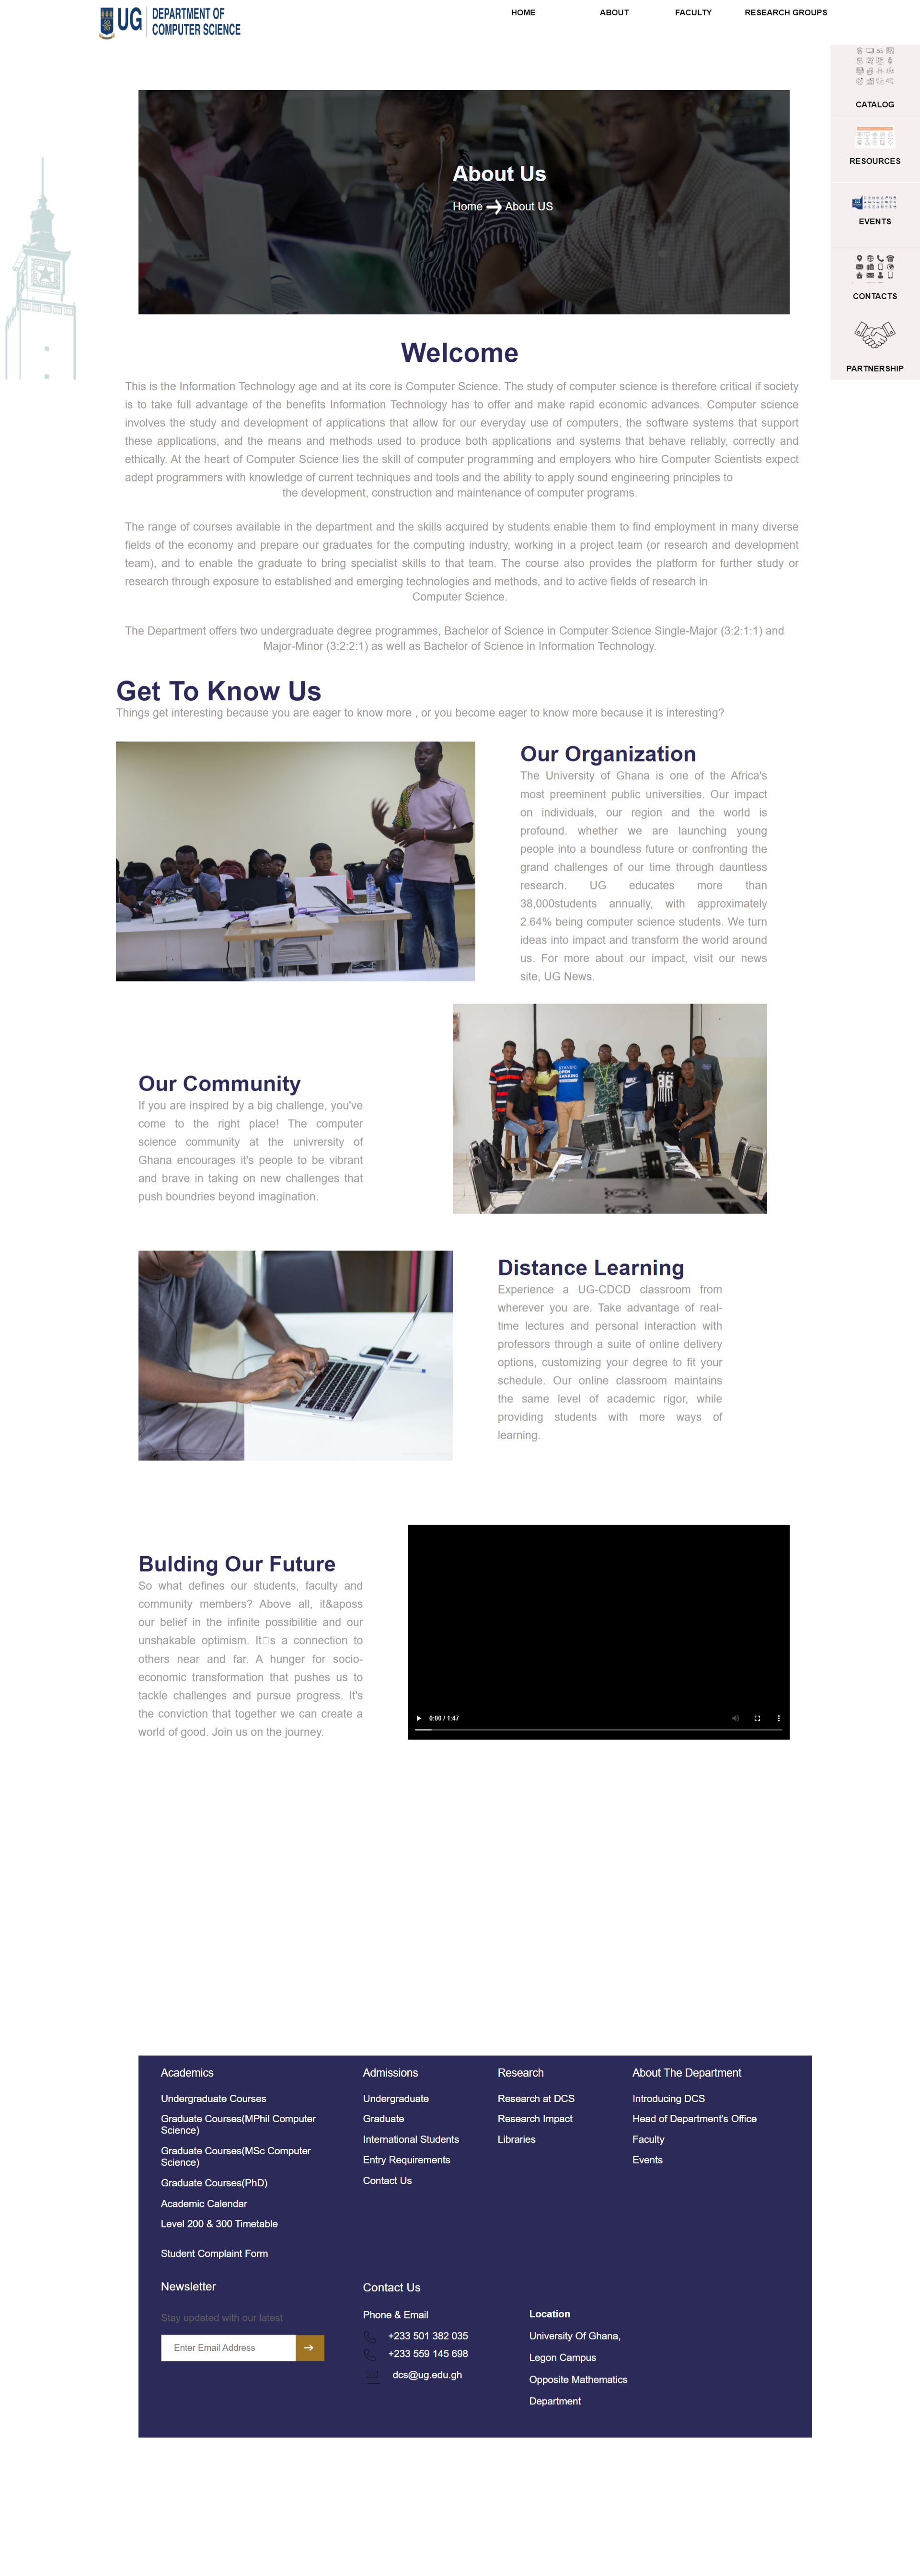 UG DEPARTMENT OF
COMPUTER SCIENCE
HOME ABOUT FACULTY RESEARCH GROUPS
CATALOG
RESOURCES
EVENTS
CONTACTS
PARTNERSHIP
About Us
Home About US
Welcome
This is the Information Technology age and at its core is Computer Science. The study of computer science is therefore critical if society
is to take full advantage of the benefits Information Technology has to offer and make rapid economic advances. Computer science
involves the study and development of applications that allow for our everyday use of computers, the software systems that support
these applications, and the means and methods used to produce both applications and systems that behave reliably, correctly and
ethically. At the heart of Computer Science lies the skill of computer programming and employers who hire Computer Scientists expect
adept programmers with knowledge of current techniques and tools and the ability to apply sound engineering principles to
the development, construction and maintenance of computer programs.
The range of courses available in the department and the skills acquired by students enable them to find employment in many diverse
fields of the economy and prepare our graduates for the computing industry, working in a project team (or research and development
team), and to enable the graduate to bring specialist skills to that team. The course also provides the platform for further study or
research through exposure to established and emerging technologies and methods, and to active fields of research in
Computer Science.
The Department offers two undergraduate degree programmes, Bachelor of Science in Computer Science Single-Major (3:2:1:1) and
Major-Minor (3:2:2:1) as well as Bachelor of Science in Information Technology.
Get To Know Us
Things get interesting because you are eager to know more , or you become eager to know more because it is interesting?
Our Organization
The University of Ghana is one of the Africa's
most preeminent public universities. Our impact
on individuals, our region and the world is
profound. whether we are launching young
people into a boundless future or confronting the
grand challenges of our time through dauntless
research. UG educates more than
38,000students annually, with approximately
2.64% being computer science students. We turn
ideas into impact and transform the world around
us. For more about our impact, visit our news
site, UG News.
Our Community
If you are inspired by a big challenge, you've
come to the right place! The computer
science community at the univrersity of
Ghana encourages it's people to be vibrant
and brave in taking on new challenges that
push boundries beyond imagination.
Distance Learning
Experience a UG-CDCD classroom from
wherever you are. Take advantage of real-
time lectures and personal interaction with
professors through a suite of online delivery
options, customizing your degree to fit your
schedule. Our online classroom maintains
the same level of academic rigor, while
providing students with more ways of
learning.
Bulding Our Future
So what defines our students, faculty and
community members? Above all, it&aposs
our belief in the infinite possibilitie and our
unshakable optimism. It□s a connection to
others near and far. A hunger for socio-
economic transformation that pushes us to
tackle challenges and pursue progress. It's
the conviction that together we can create a
world of good. Join us on the journey.
0:00 / 1:47
Academics
Undergraduate Courses
Graduate Courses(MPhil Computer
Science)
Graduate Courses(MSc Computer
Science)
Graduate Courses(PhD)
Academic Calendar
Level 200 & 300 Timetable
Student Complaint Form
Admissions
Undergraduate
Graduate
International Students
Entry Requirements
Contact Us
Research
Research at DCS
Research Impact
Libraries
About The Department
Introducing DCS
Head of Department's Office
Faculty
Events
Newsletter
Stay updated with our latest
Enter Email Address
Contact Us
Phone & Email
+233 501 382 035
+233 559 145 698
dcs@ug.edu.gh
Location
University Of Ghana,
Legon Campus
Opposite Mathematics
Department